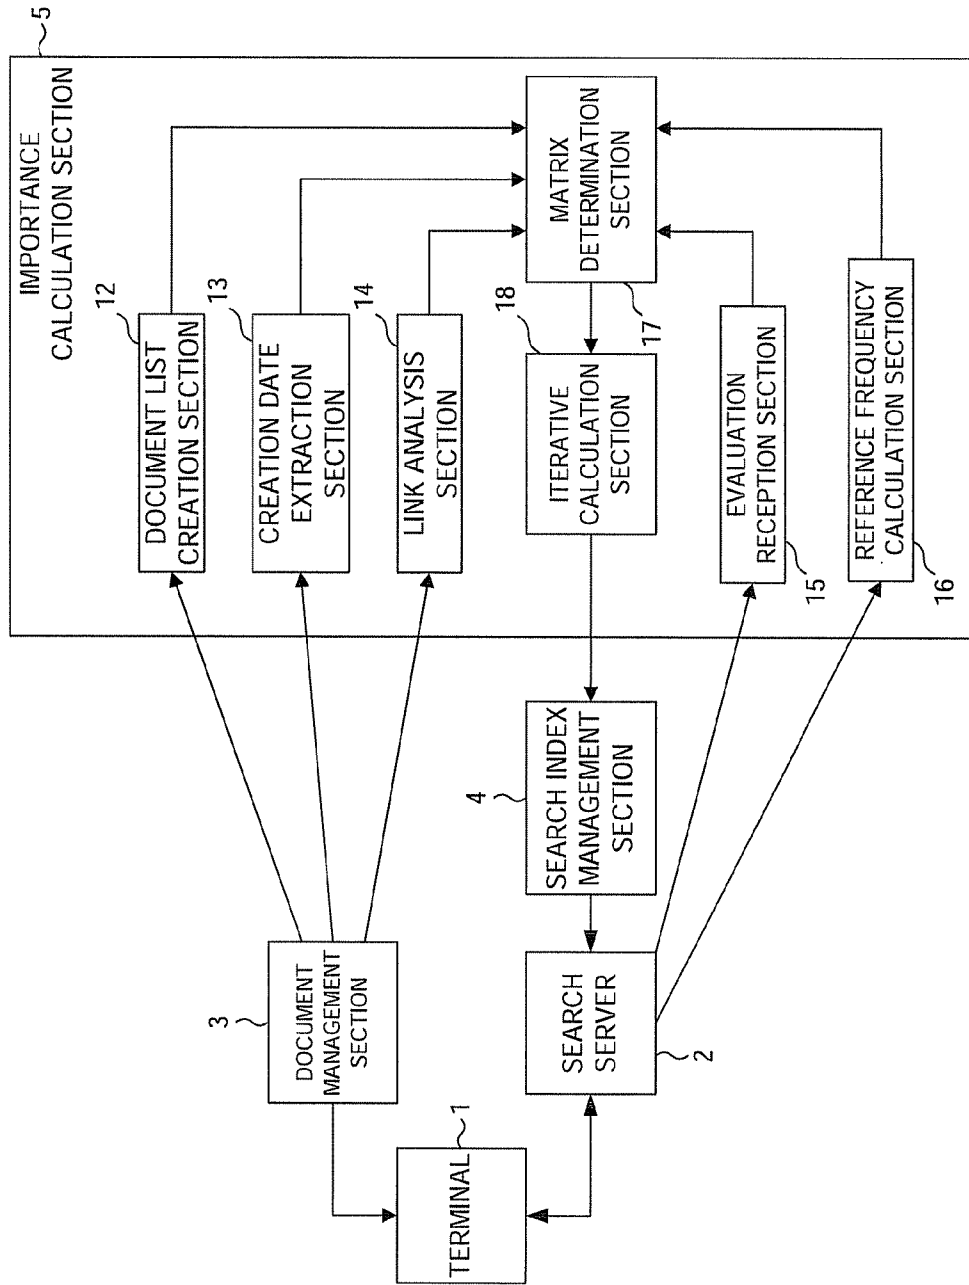 IMPORTANCE
CALCULATION SECTION
5
12
DOCUMENT LIST
CREATION SECTION
13
CREATION DATE
EXTRACTION
SECTION
14
LINK ANALYSIS
SECTION
MATRIX
DETERMINATION
SECTION
17
18
ITERATIVE
CALCULATION
SECTION
EVALUATION
RECEPTION SECTION
15
REFERENCE FREQUENCY
CALCULATION SECTION
16
4
SEARCH INDEX
MANAGEMENT
SECTION
3
DOCUMENT
MANAGEMENT
SECTION
SEARCH
SERVER
2
1
TERMINAL